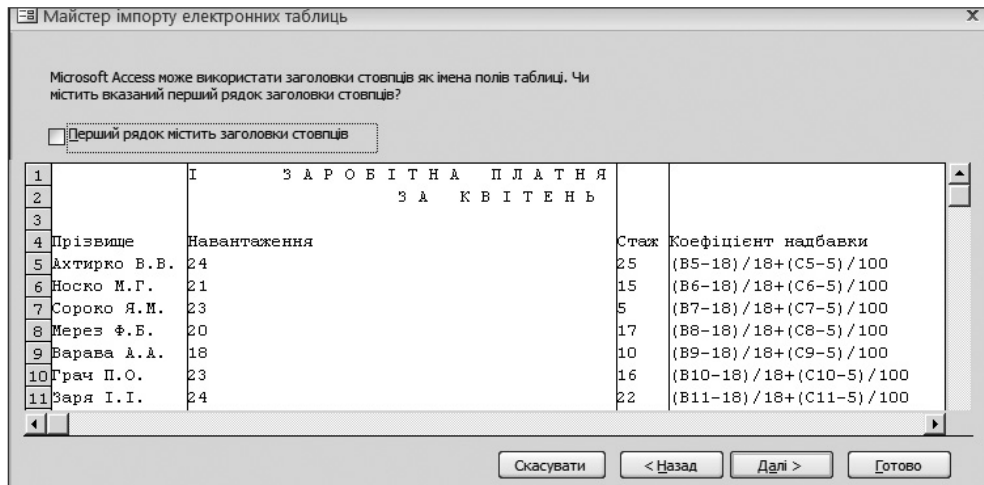 Майстер імпорту електронних таблиць x
Microsoft Access може використати заголовки стовпців як імена полів таблиці. Чи
містить вказаний перший рядок заголовки стовпців?
Перший рядок містить заголовки стовпців
1 І ЗАРОБІТНА ПЛАТНЯ
2 ЗА КВІТЕНЬ
3
4 Прізвище Навантаження Стаж Коефіцієнт надбавки
5 Ахтирко В.В. 24 25 (B5-18)/18+(C5-5)/100
6 Носко М.Г. 21 15 (B6-18)/18+(C6-5)/100
7 Сороко Я.М. 23 5 (B7-18)/18+(C7-5)/100
8 Мерез Ф.Б. 20 17 (B8-18)/18+(C8-5)/100
9 Варава А.А. 18 10 (B9-18)/18+(C9-5)/100
10 Грач П.О. 23 16 (B10-18)/18+(C10-5)/100
11 Заря І.І. 24 22 (B11-18)/18+(C11-5)/100
Скасувати < Назад Далі > Готово